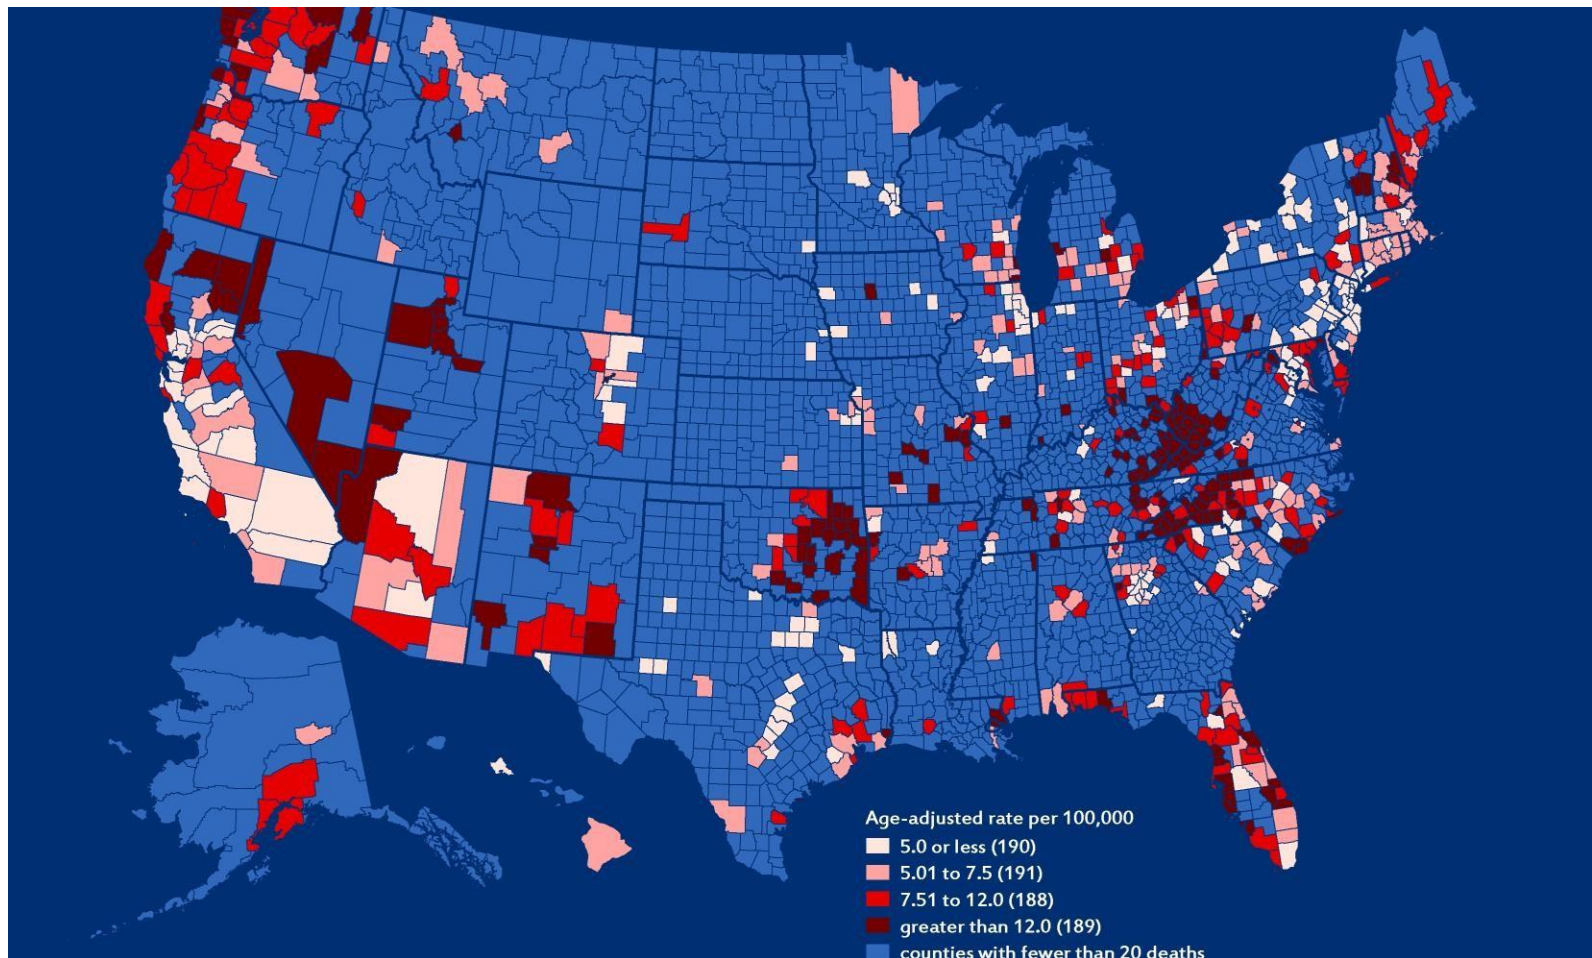 Age-adjusted rate per 100,000
5.0 or less (190)
5.01 to 7.5 (191)
7.51 to 12.0 (188)
greater than 12.0 (189)
counties with fewer than 20 deaths